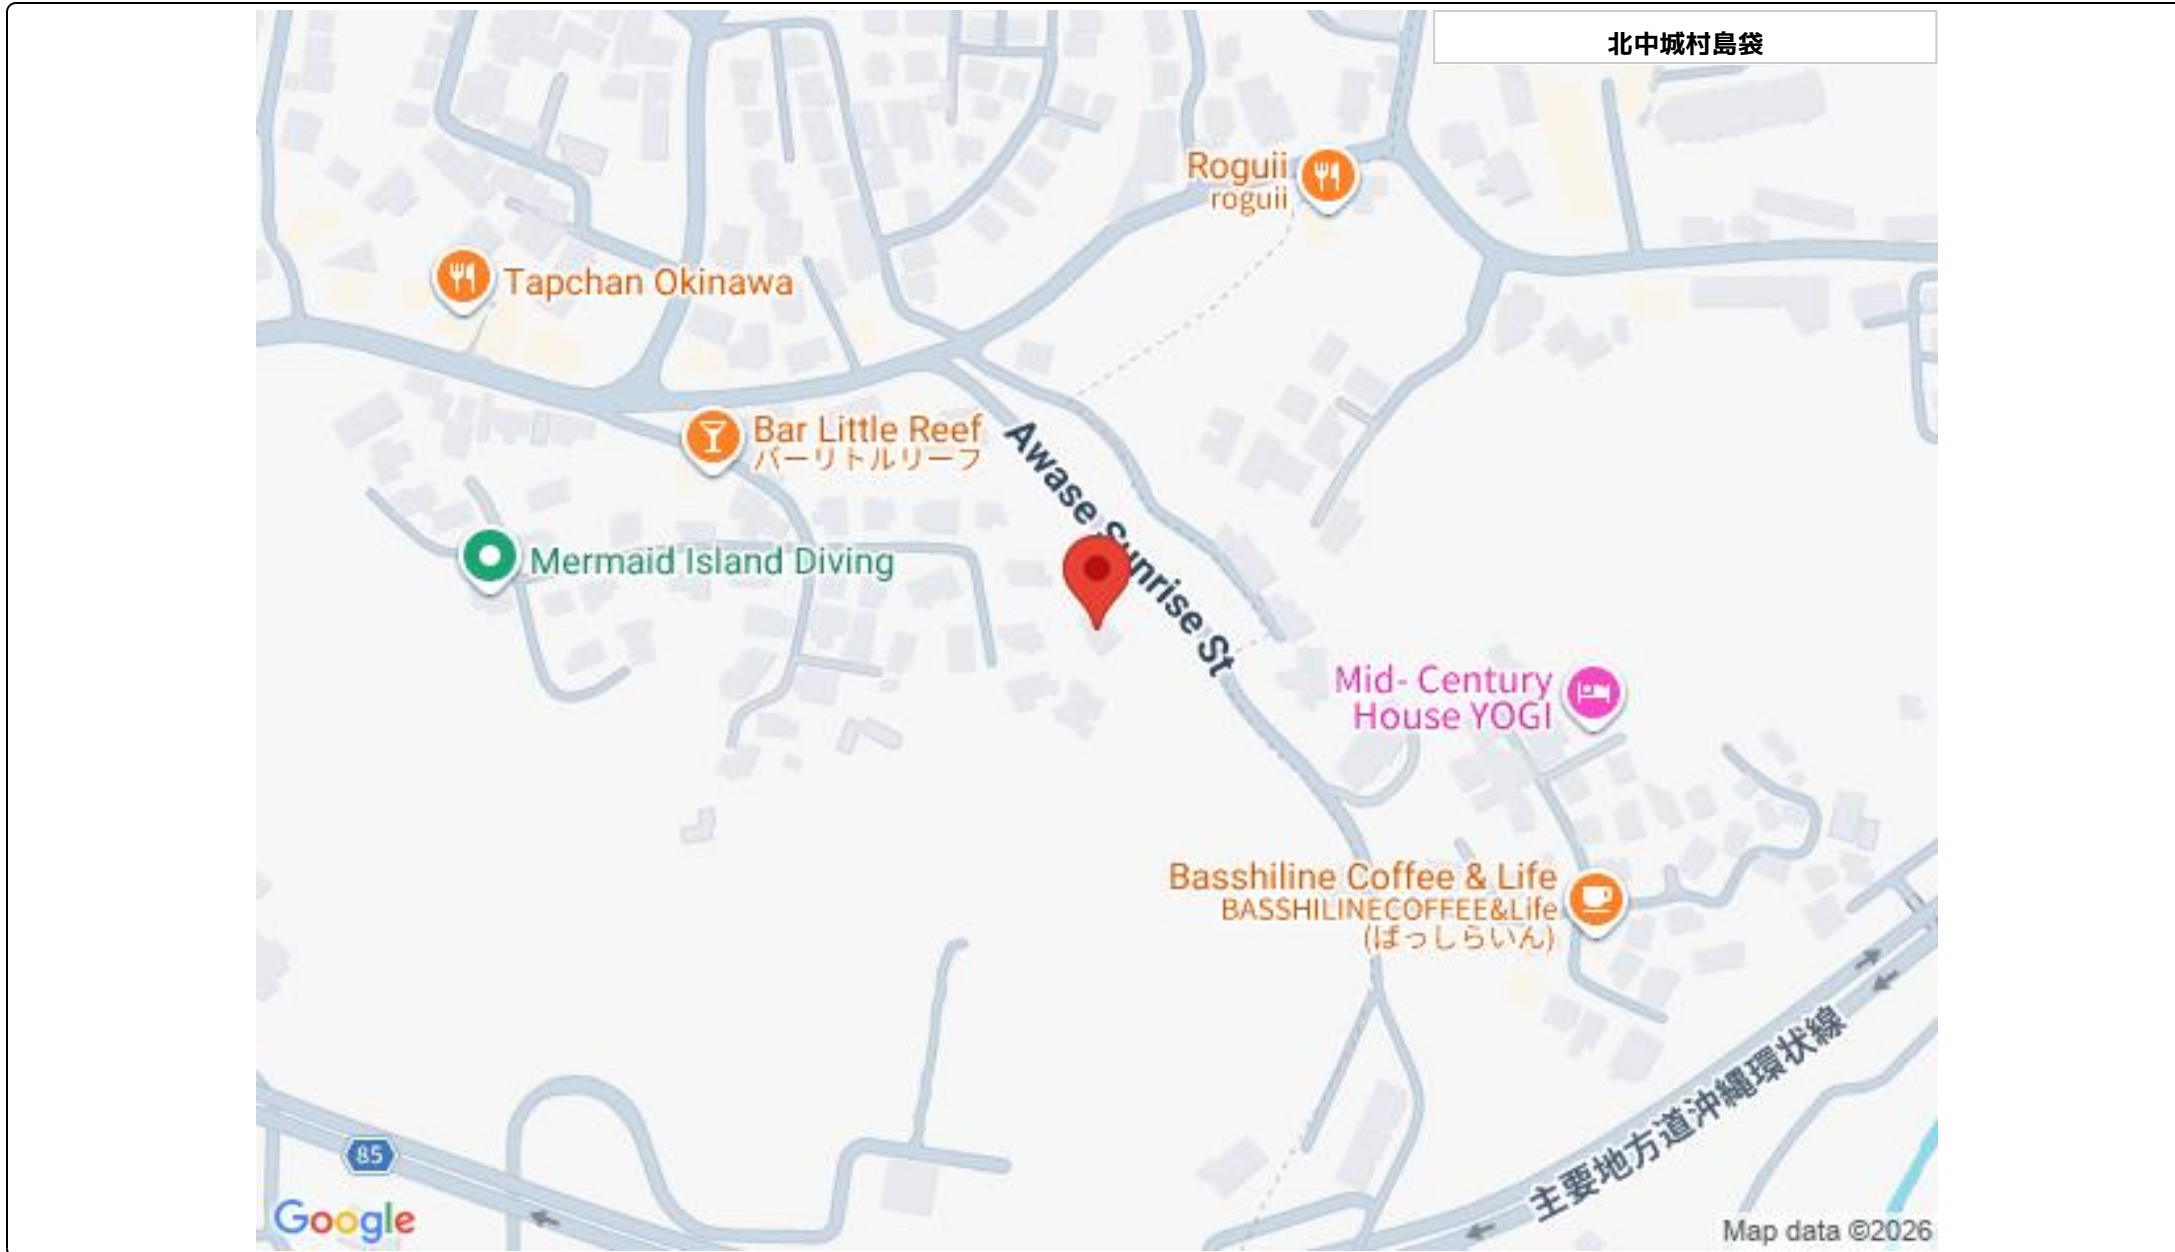 北中城村島袋
Roguii
roguii
Tapchan Okinawa
Bar Little Reef
バーリトルリーフ
Awase Sunrise St
Mermaid Island Diving
Mid- Century
House YOGI
Basshiline Coffee & Life
BASSHILINECOFFEE&Life
(ばっしらいん)
主要地方道沖縄環状線
85
Google
Map data ©2026